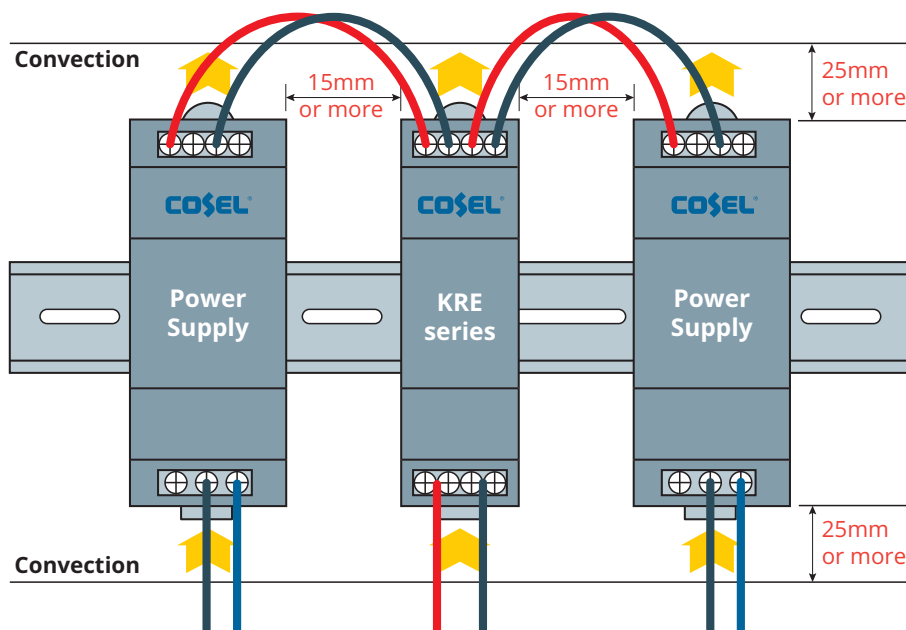 Convection
15mm
or more
15mm
or more
25mm
or more
COSEL®
COSEL®
COSEL®
Power
Supply
KRE
series
Power
Supply
25mm
or more
Convection